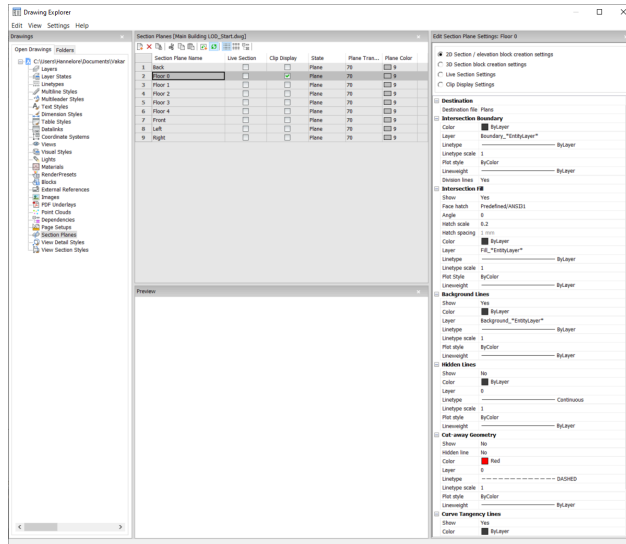 Drawing Explorer
Edit View Settings Help
Drawings
Open Drawings Folders
C:\Users\Hannelore\Documents\Vakar
Layers
Layer States
Linetypes
Multiline Styles
Multileader Styles
Text Styles
Dimension Styles
Table Styles
Datalinks
Coordinate Systems
Views
Visual Styles
Lights
Materials
RenderPresets
Blocks
External References
Images
PDF Underlays
Point Clouds
Dependencies
Page Setups
Section Planes
View Detail Styles
View Section Styles
Section Planes [Main Building LOD_Start.dwg]
Section Plane Name Live Section Clip Display State Plane Tran... Plane Color
1 Back Plane 70 9
2 Floor 0 Plane 70 9
3 Floor 1 Plane 70 9
4 Floor 2 Plane 70 9
5 Floor 3 Plane 70 9
6 Floor 4 Plane 70 9
7 Front Plane 70 9
8 Left Plane 70 9
9 Right Plane 70 9
Preview
Edit Section Plane Settings: Floor 0
2D Section / elevation block creation settings
3D Section block creation settings
Live Section Settings
Clip Display Settings
Destination
Destination file Plans
Intersection Boundary
Color ByLayer
Layer Boundary_*EntityLayer*
Linetype ByLayer
Linetype scale 1
Plot style ByColor
Lineweight ByLayer
Division lines Yes
Intersection Fill
Show Yes
Face hatch Predefined/ANSI31
Angle 0
Hatch scale 0.2
Hatch spacing 1 mm
Color ByLayer
Layer Fill_*EntityLayer*
Linetype ByLayer
Linetype scale 1
Plot Style ByColor
Lineweight ByLayer
Background Lines
Show Yes
Color ByLayer
Layer Background_*EntityLayer*
Linetype ByLayer
Linetype scale 1
Plot style ByColor
Lineweight ByLayer
Hidden Lines
Show No
Color ByLayer
Layer 0
Linetype Continuous
Linetype scale 1
Plot style ByColor
Lineweight ByLayer
Cut-away Geometry
Show No
Hidden line No
Color Red
Layer 0
Linetype DASHED
Linetype scale 1
Plot style ByColor
Lineweight ByLayer
Curve Tangency Lines
Show Yes
Color ByLayer